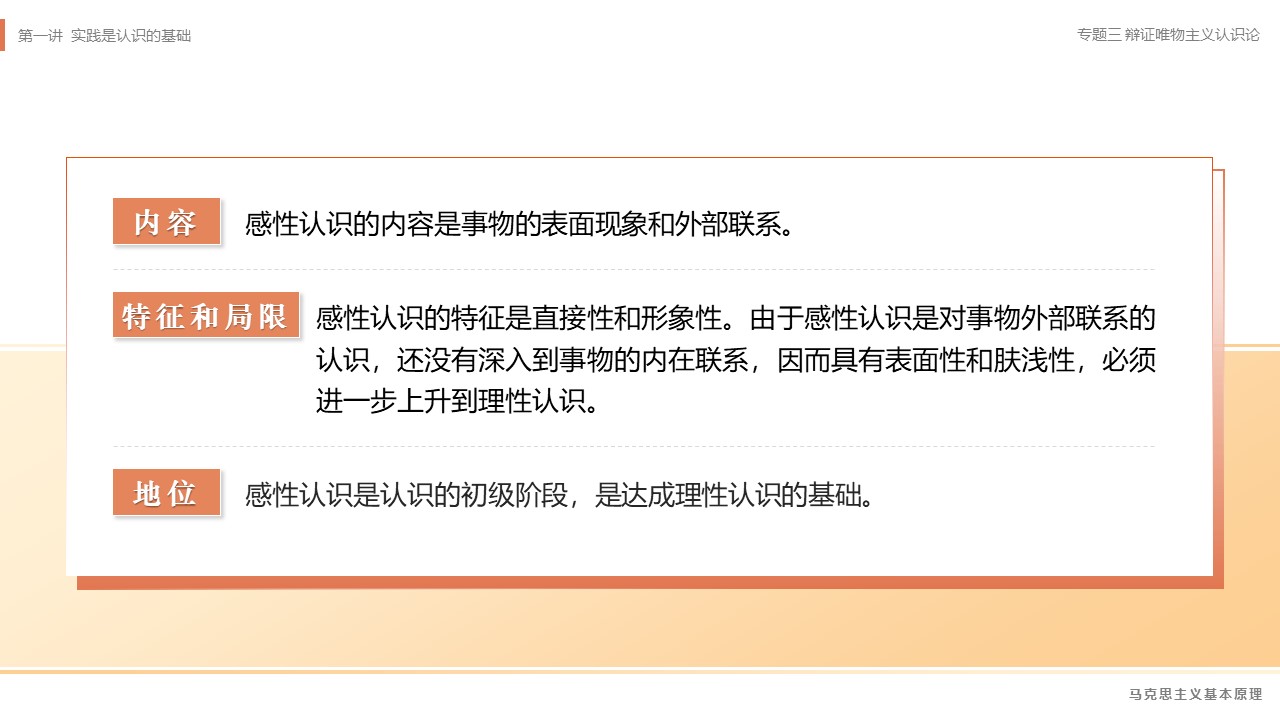 第一讲 实践是认识的基础
专题三 辩证唯物主义认识论
内容
感性认识的内容是事物的表面现象和外部联系。
特征和局限
感性认识的特征是直接性和形象性。由于感性认识是对事物外部联系的
认识，还没有深入到事物的内在联系，因而具有表面性和肤浅性，必须
进一步上升到理性认识。
地位
感性认识是认识的初级阶段，是达成理性认识的基础。
马克思主义基本原理